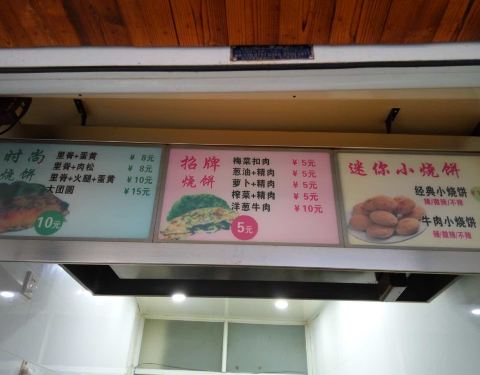 时尚
烧饼
里脊+蛋黄 ¥ 8元
里脊+肉松 ¥ 8元
里脊+火腿+蛋黄 ¥10元
大团圆 ¥15元
10元
招牌
烧饼
梅菜扣肉 ¥ 5元
葱油+精肉 ¥ 5元
萝卜+精肉 ¥ 5元
榨菜+精肉 ¥ 5元
洋葱牛肉 ¥10元
5元
迷你小烧饼
经典小烧饼
辣/微辣/不辣
牛肉小烧饼
辣/微辣/不辣